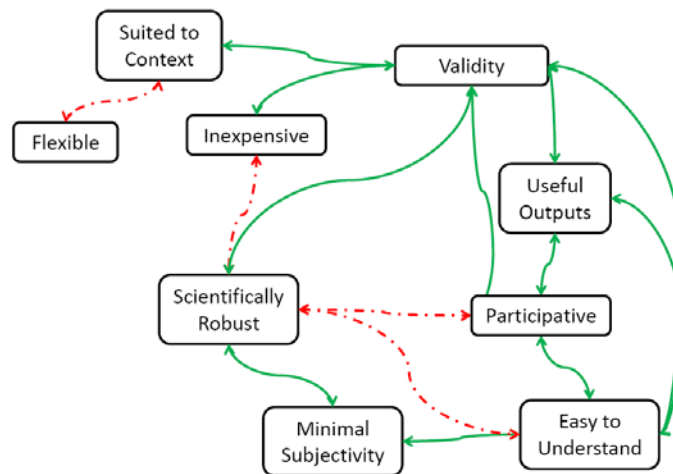 Suited to
Context
Validity
Flexible
Inexpensive
Useful
Outputs
Scientifically
Robust
Participative
Minimal
Subjectivity
Easy to
Understand